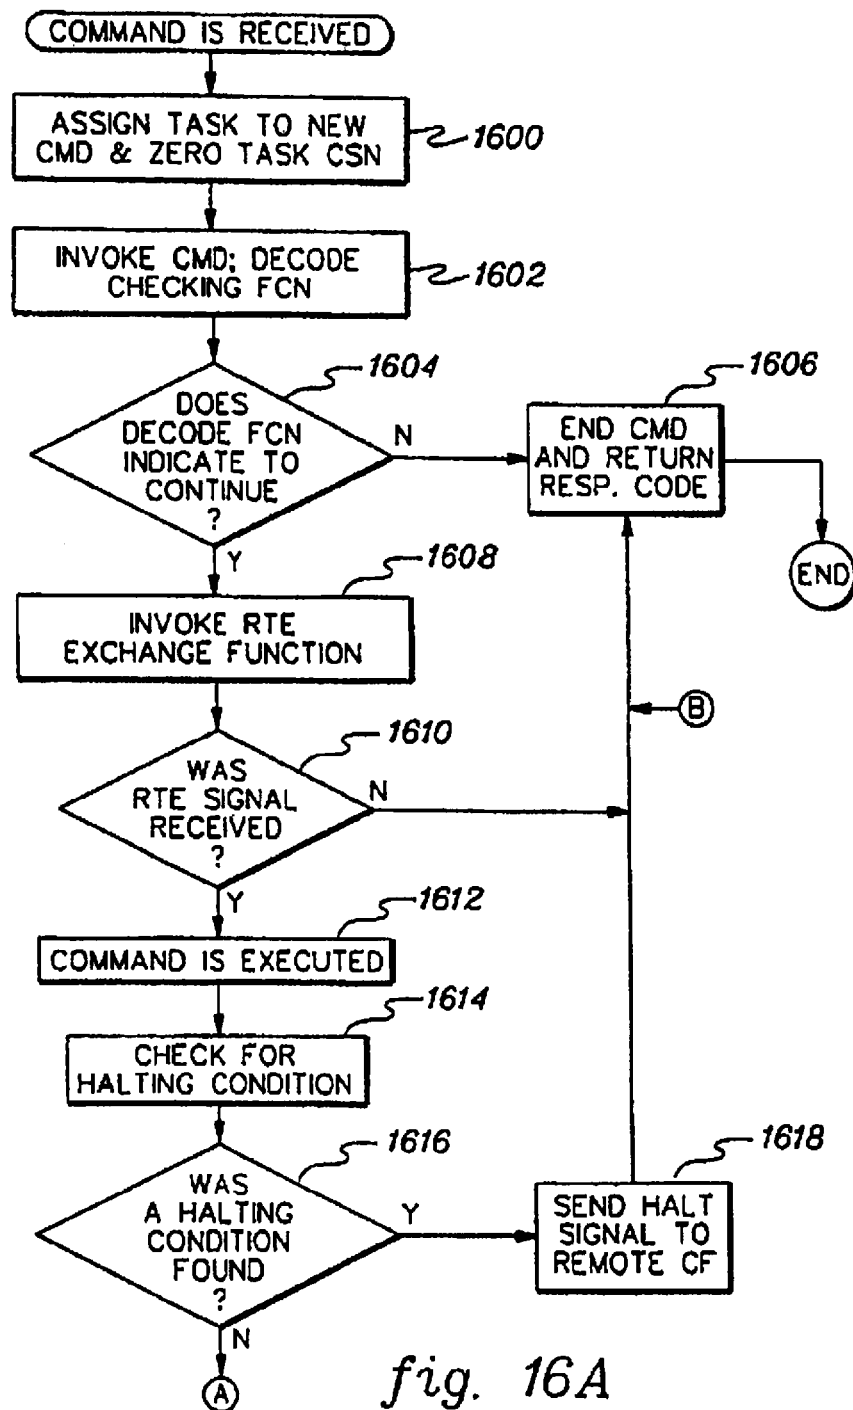 COMMAND IS RECEIVED
ASSIGN TASK TO NEW
CMD & ZERO TASK CSN
1600
INVOKE CMD; DECODE
CHECKING FCN
1602
1604
DOES
DECODE FCN
INDICATE TO
CONTINUE
?
N
Y
1606
END CMD
AND RETURN
RESP. CODE
END
1608
INVOKE RTE
EXCHANGE FUNCTION
B
1610
WAS
RTE SIGNAL
RECEIVED
?
N
Y
1612
COMMAND IS EXECUTED
1614
CHECK FOR
HALTING CONDITION
1616
WAS
A HALTING
CONDITION
FOUND
?
Y
N
1618
SEND HALT
SIGNAL TO
REMOTE CF
A
fig. 16A